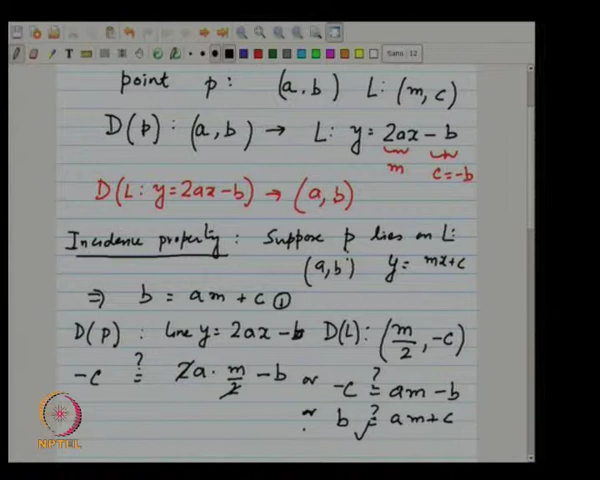 Sans 12
point p : (a, b) L: (m, c)
D(p) : (a, b) → L: y = 2ax - b
m c = -b
D(L: y = 2ax - b) → (a, b)
Incidence property : Suppose p lies on L:
(a, b) y = mx + c
⇒ b = am + c ①
D(p) : line y = 2ax - b D(L) : (m/2, -c)
-c ?= 2a · m/2 - b or -c ?= am - b
or b ?= am + c ✓
NPTEL